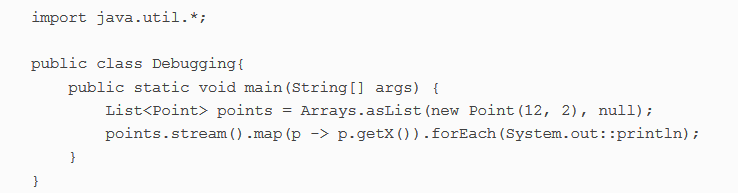 import java.util.*;

public class Debugging{
    public static void main(String[] args) {
        List<Point> points = Arrays.asList(new Point(12, 2), null);
        points.stream().map(p -> p.getX()).forEach(System.out::println);
    }
}